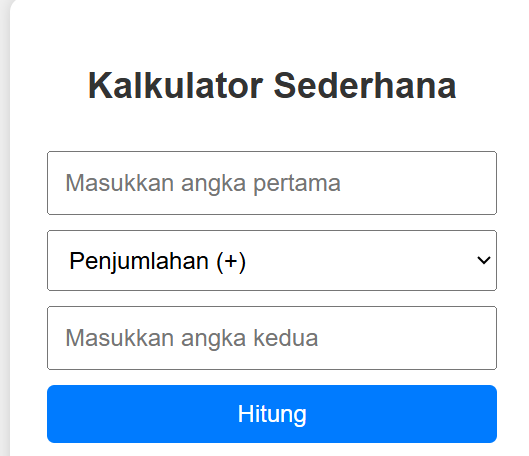 Kalkulator Sederhana
Masukkan angka pertama
Penjumlahan (+)
Masukkan angka kedua
Hitung